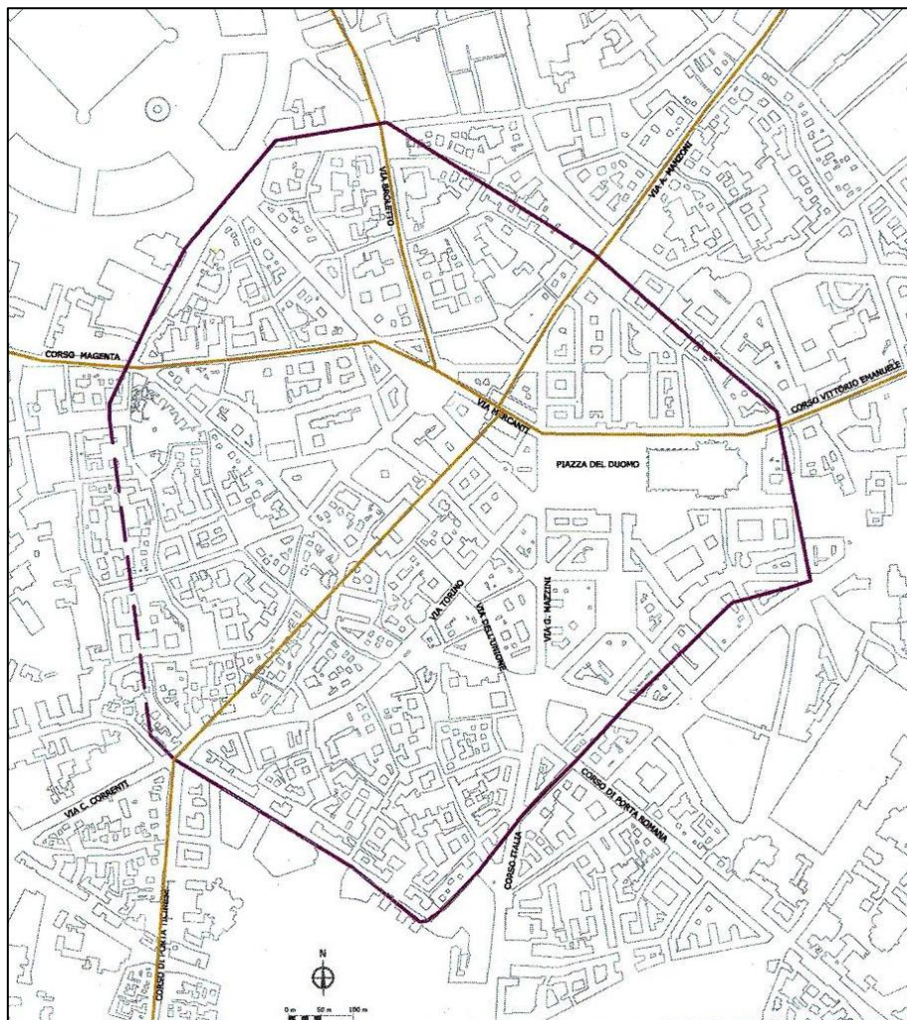 VIA BROLETTO
VIA A. MANZONI
CORSO MAGENTA
CORSO VITTORIO EMANUELE
VIA MERCANTI
PIAZZA DEL DUOMO
VIA TORINO
VIA DELL'UNIONE
VIA G. MAZZINI
VIA C. CORRENTI
CORSO DI PORTA ROMANA
CORSO ITALIA
CORSO DI PORTA TICINESE
N
0 m 50 m 100 m